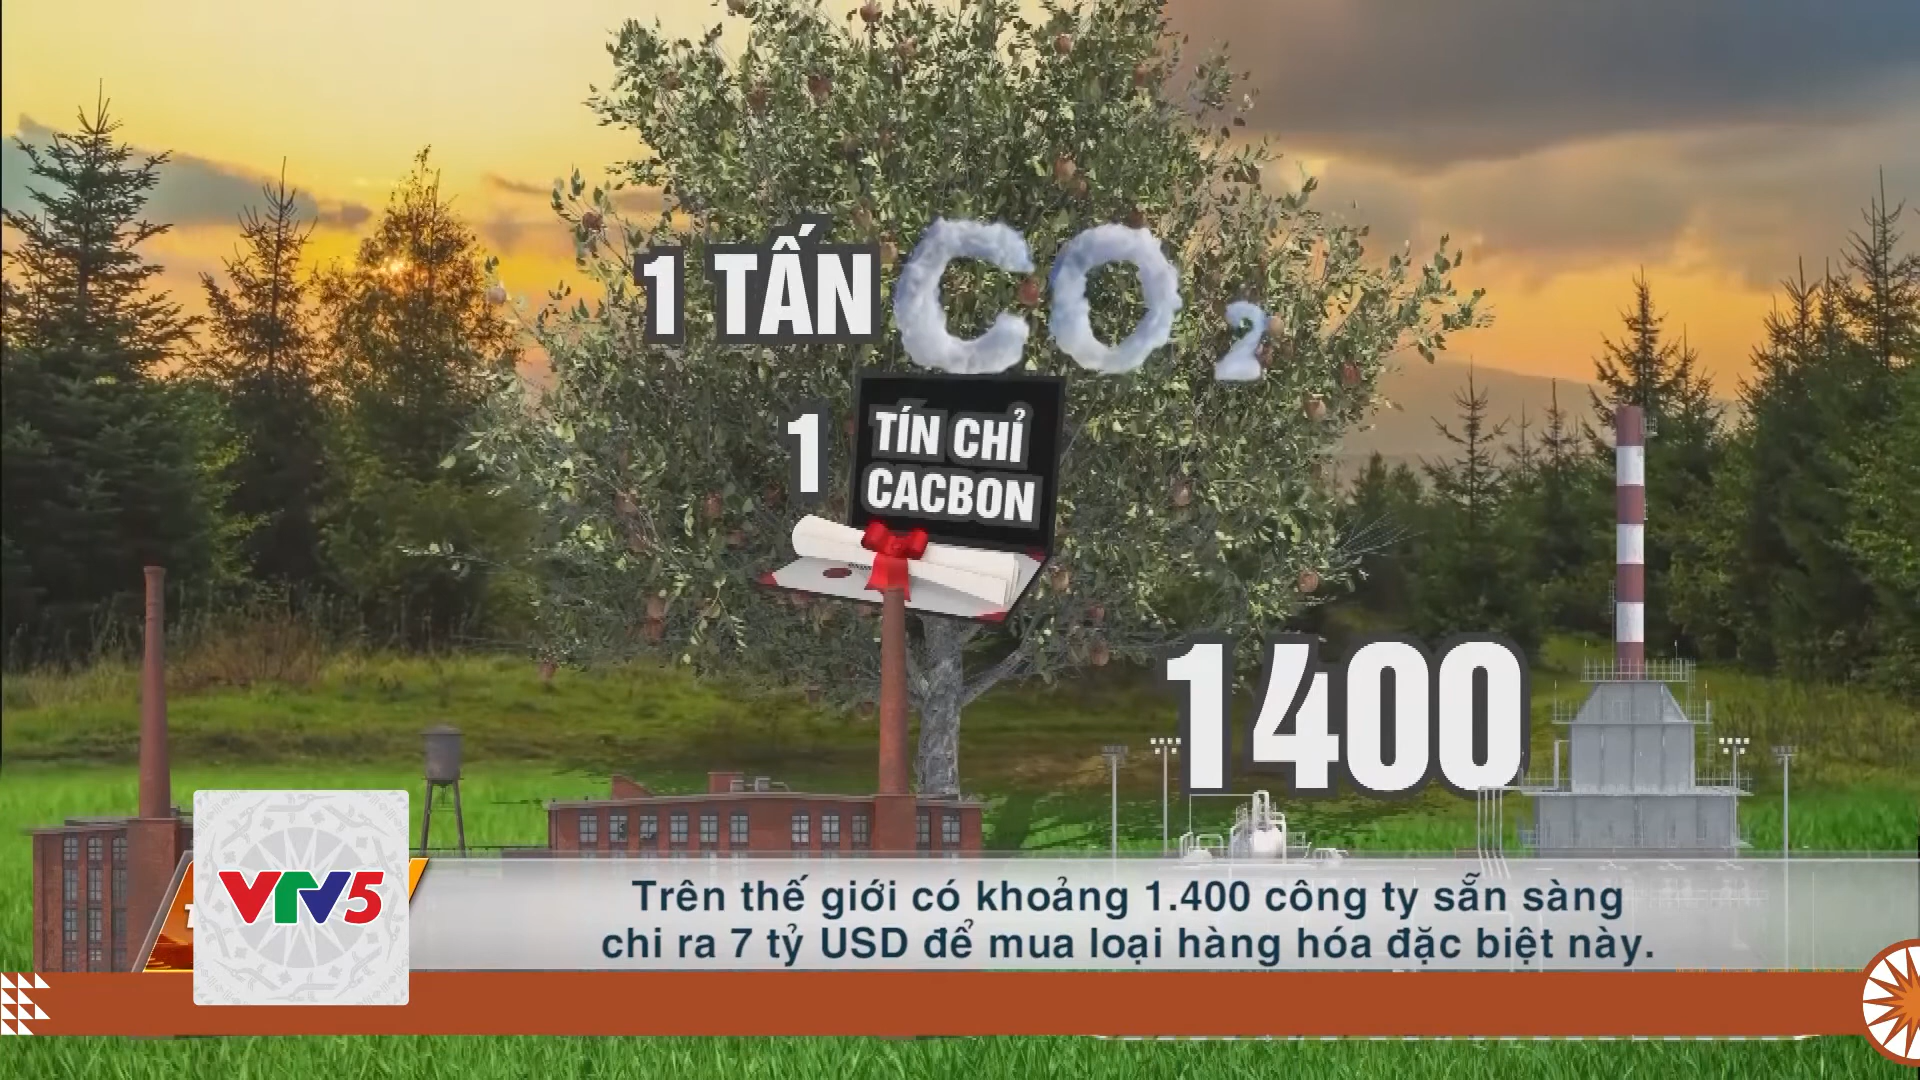 1 TẤN CO2
1 TÍN CHỈ
CACBON
1400
VTV5
Trên thế giới có khoảng 1.400 công ty sẵn sàng
chi ra 7 tỷ USD để mua loại hàng hóa đặc biệt này.